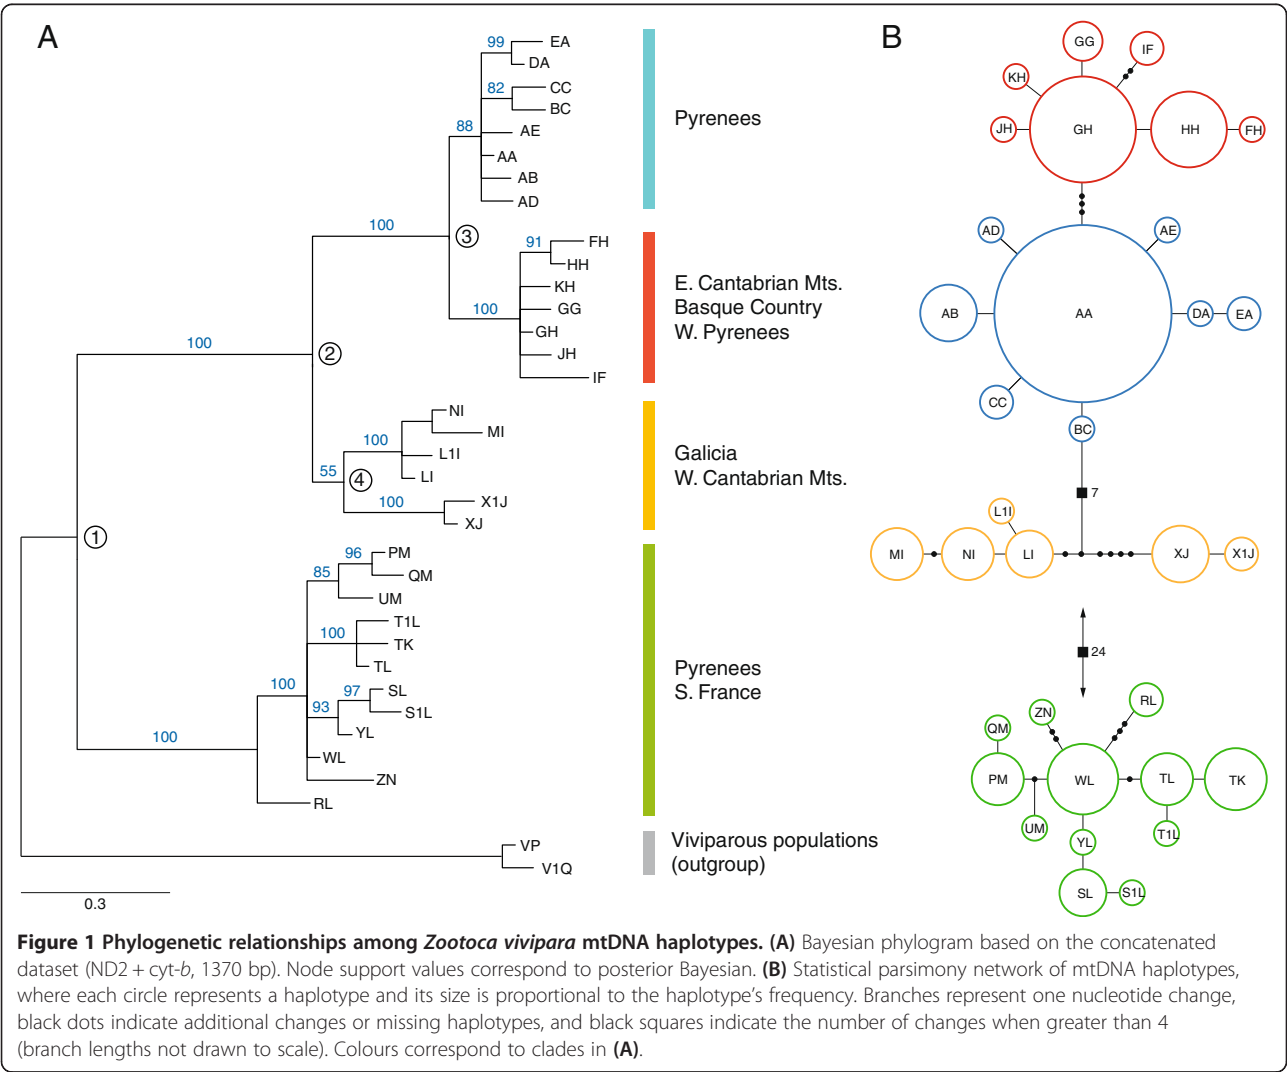 A
99
EA
DA
82
CC
BC
88
AE
AA
AB
AD
Pyrenees
100
3
91
FH
HH
KH
100
GG
GH
JH
IF
E. Cantabrian Mts.
Basque Country
W. Pyrenees
100
2
NI
MI
100
L1I
LI
55
4
100
X1J
XJ
Galicia
W. Cantabrian Mts.
1
96
PM
85
QM
UM
T1L
100
TK
TL
100
97
SL
93
S1L
YL
WL
100
ZN
RL
Pyrenees
S. France
VP
V1Q
Viviparous populations
(outgroup)
0.3
B
GG
IF
KH
JH
GH
HH
FH
AD
AE
AB
AA
DA
EA
CC
BC
7
L1I
MI
NI
LI
XJ
X1J
24
RL
ZN
QM
PM
WL
TL
TK
UM
YL
T1L
SL
S1L
Figure 1 Phylogenetic relationships among Zootoca vivipara mtDNA haplotypes. (A) Bayesian phylogram based on the concatenated
dataset (ND2 + cyt-b, 1370 bp). Node support values correspond to posterior Bayesian. (B) Statistical parsimony network of mtDNA haplotypes,
where each circle represents a haplotype and its size is proportional to the haplotype's frequency. Branches represent one nucleotide change,
black dots indicate additional changes or missing haplotypes, and black squares indicate the number of changes when greater than 4
(branch lengths not drawn to scale). Colours correspond to clades in (A).